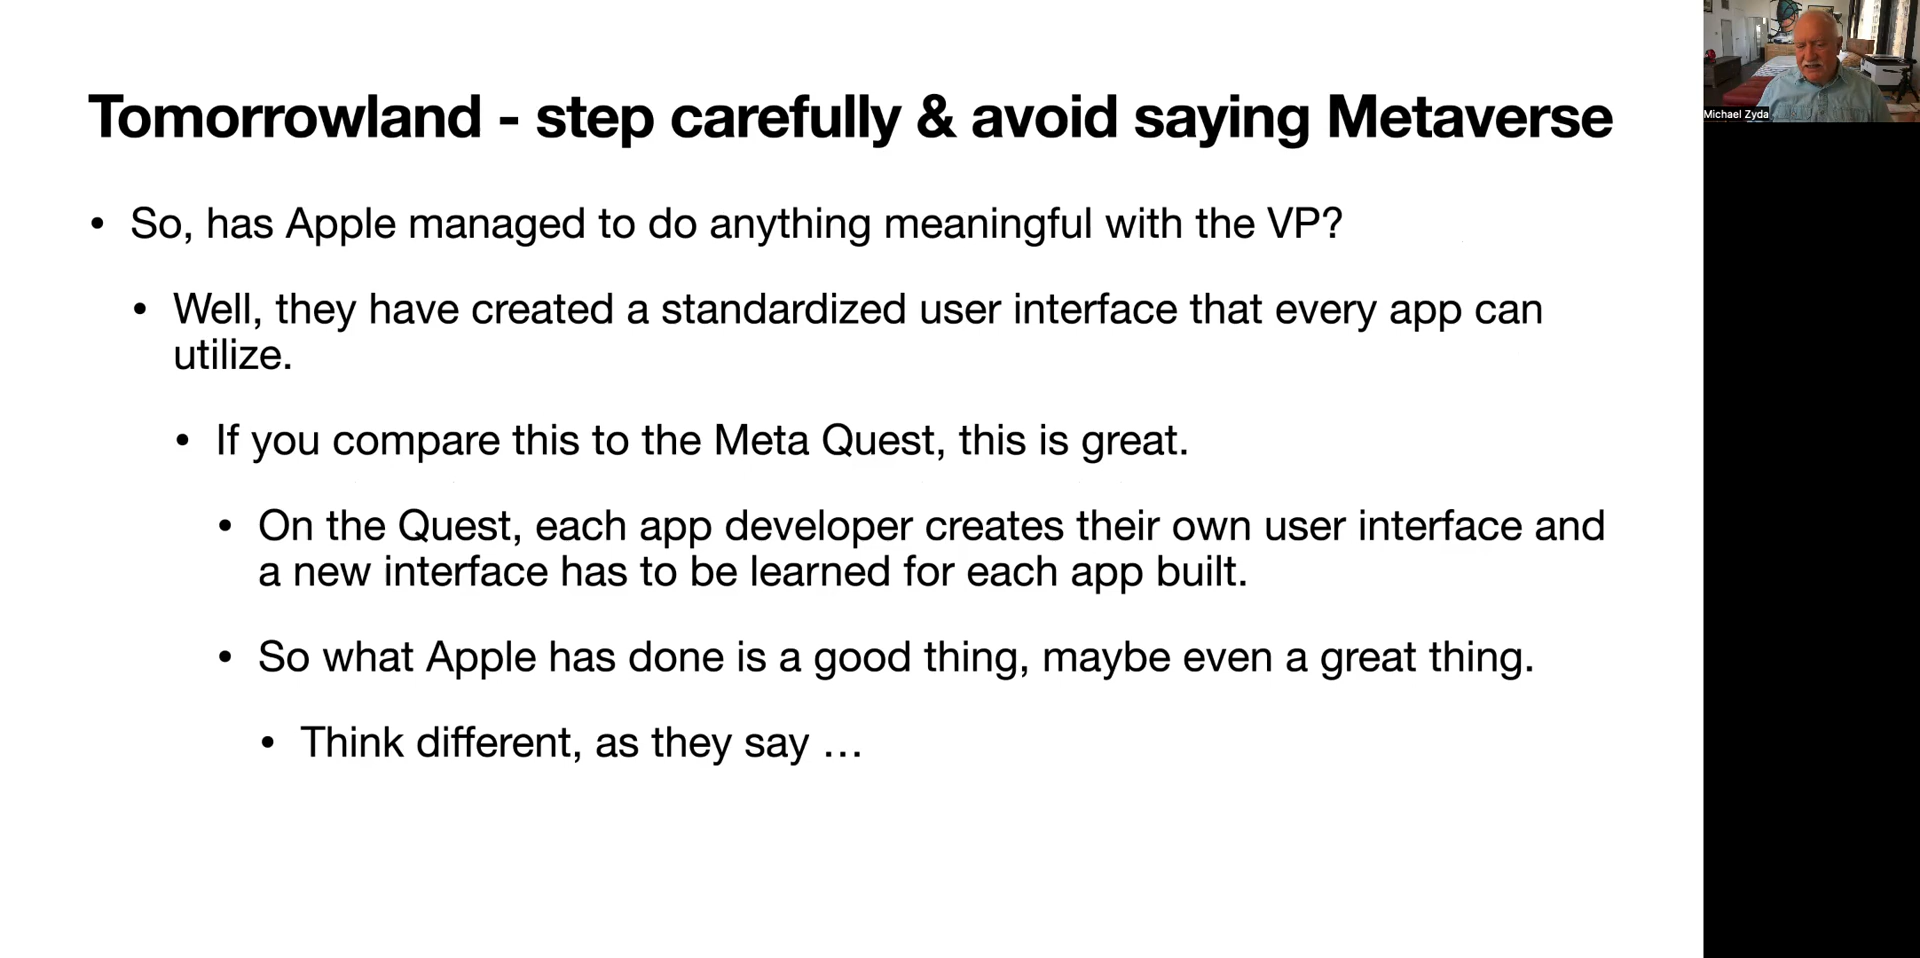 Tomorrowland - step carefully & avoid saying Metaverse
• So, has Apple managed to do anything meaningful with the VP?
• Well, they have created a standardized user interface that every app can
utilize.
• If you compare this to the Meta Quest, this is great.
• On the Quest, each app developer creates their own user interface and
a new interface has to be learned for each app built.
• So what Apple has done is a good thing, maybe even a great thing.
• Think different, as they say …
Michael Zyda